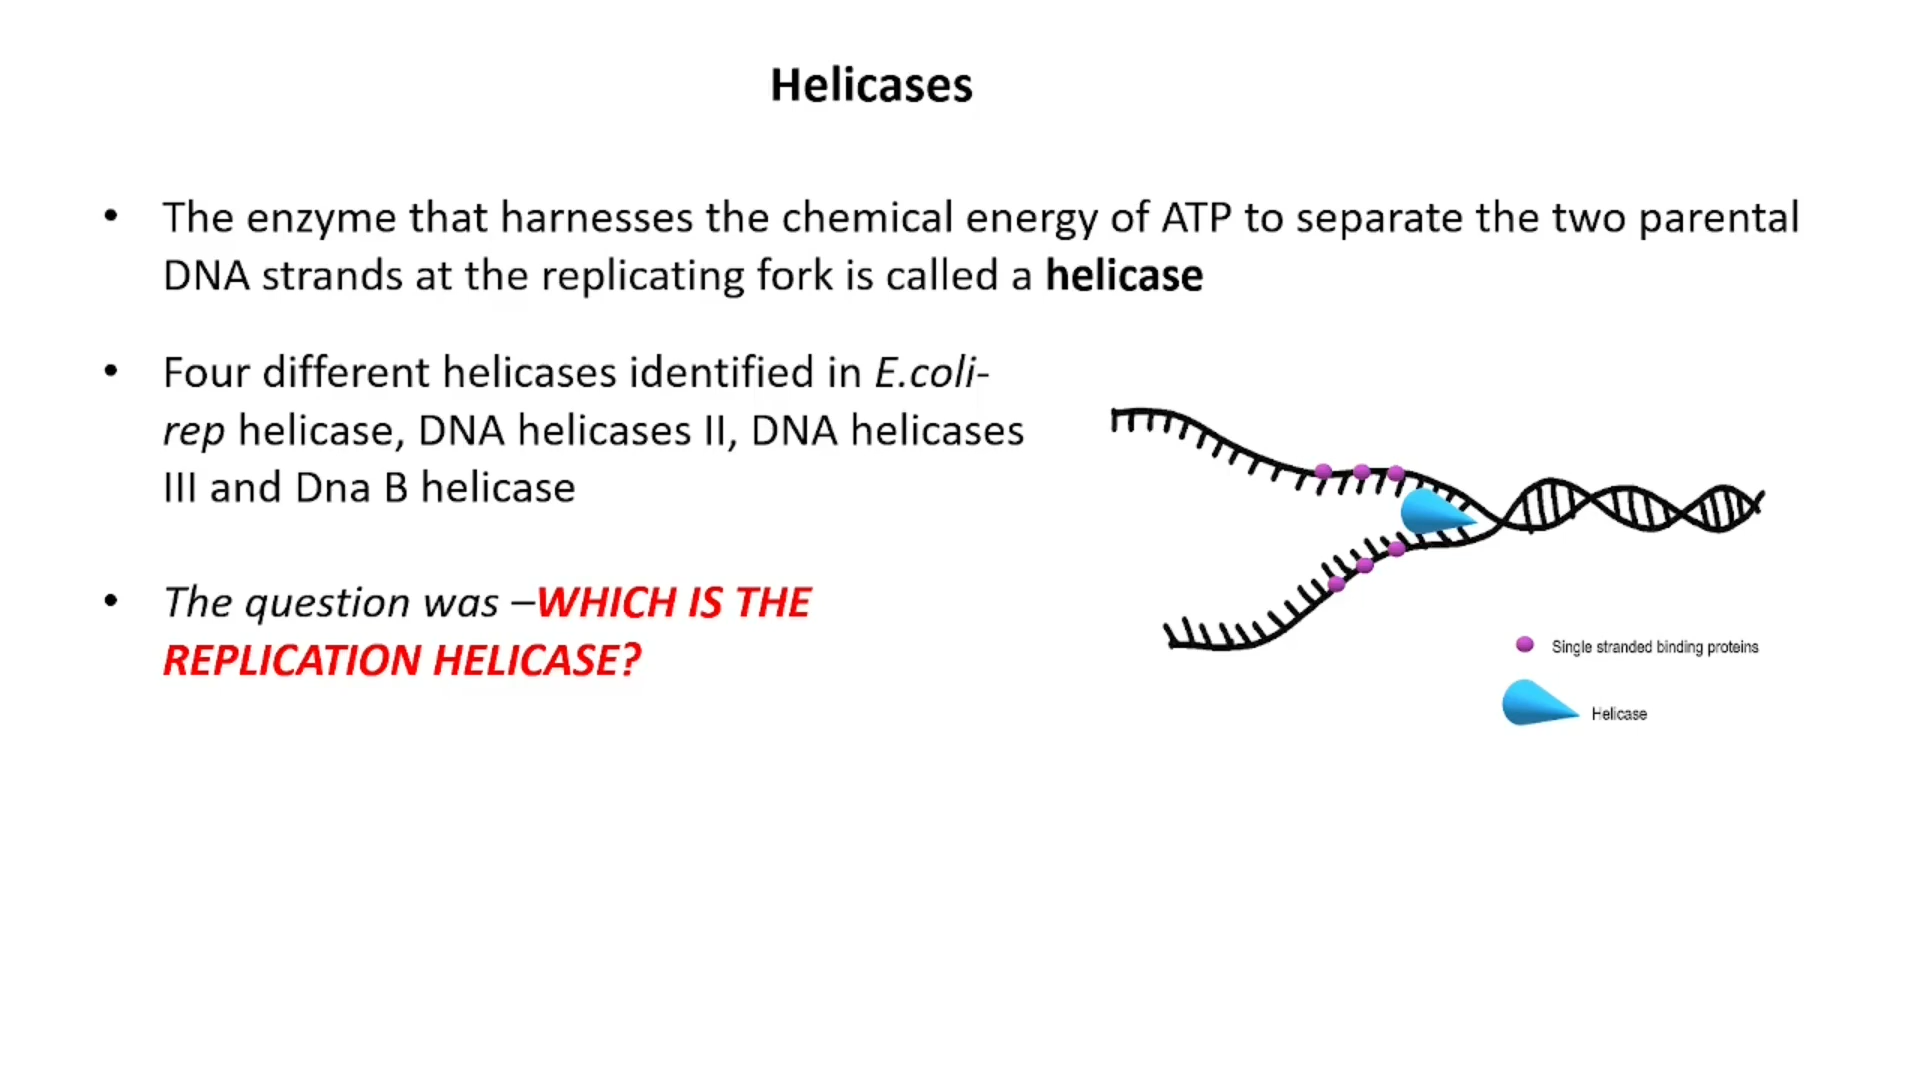 Helicases
• The enzyme that harnesses the chemical energy of ATP to separate the two parental
DNA strands at the replicating fork is called a helicase
• Four different helicases identified in E.coli-
rep helicase, DNA helicases II, DNA helicases
III and Dna B helicase
• The question was –WHICH IS THE
REPLICATION HELICASE?
Single stranded binding proteins
Helicase